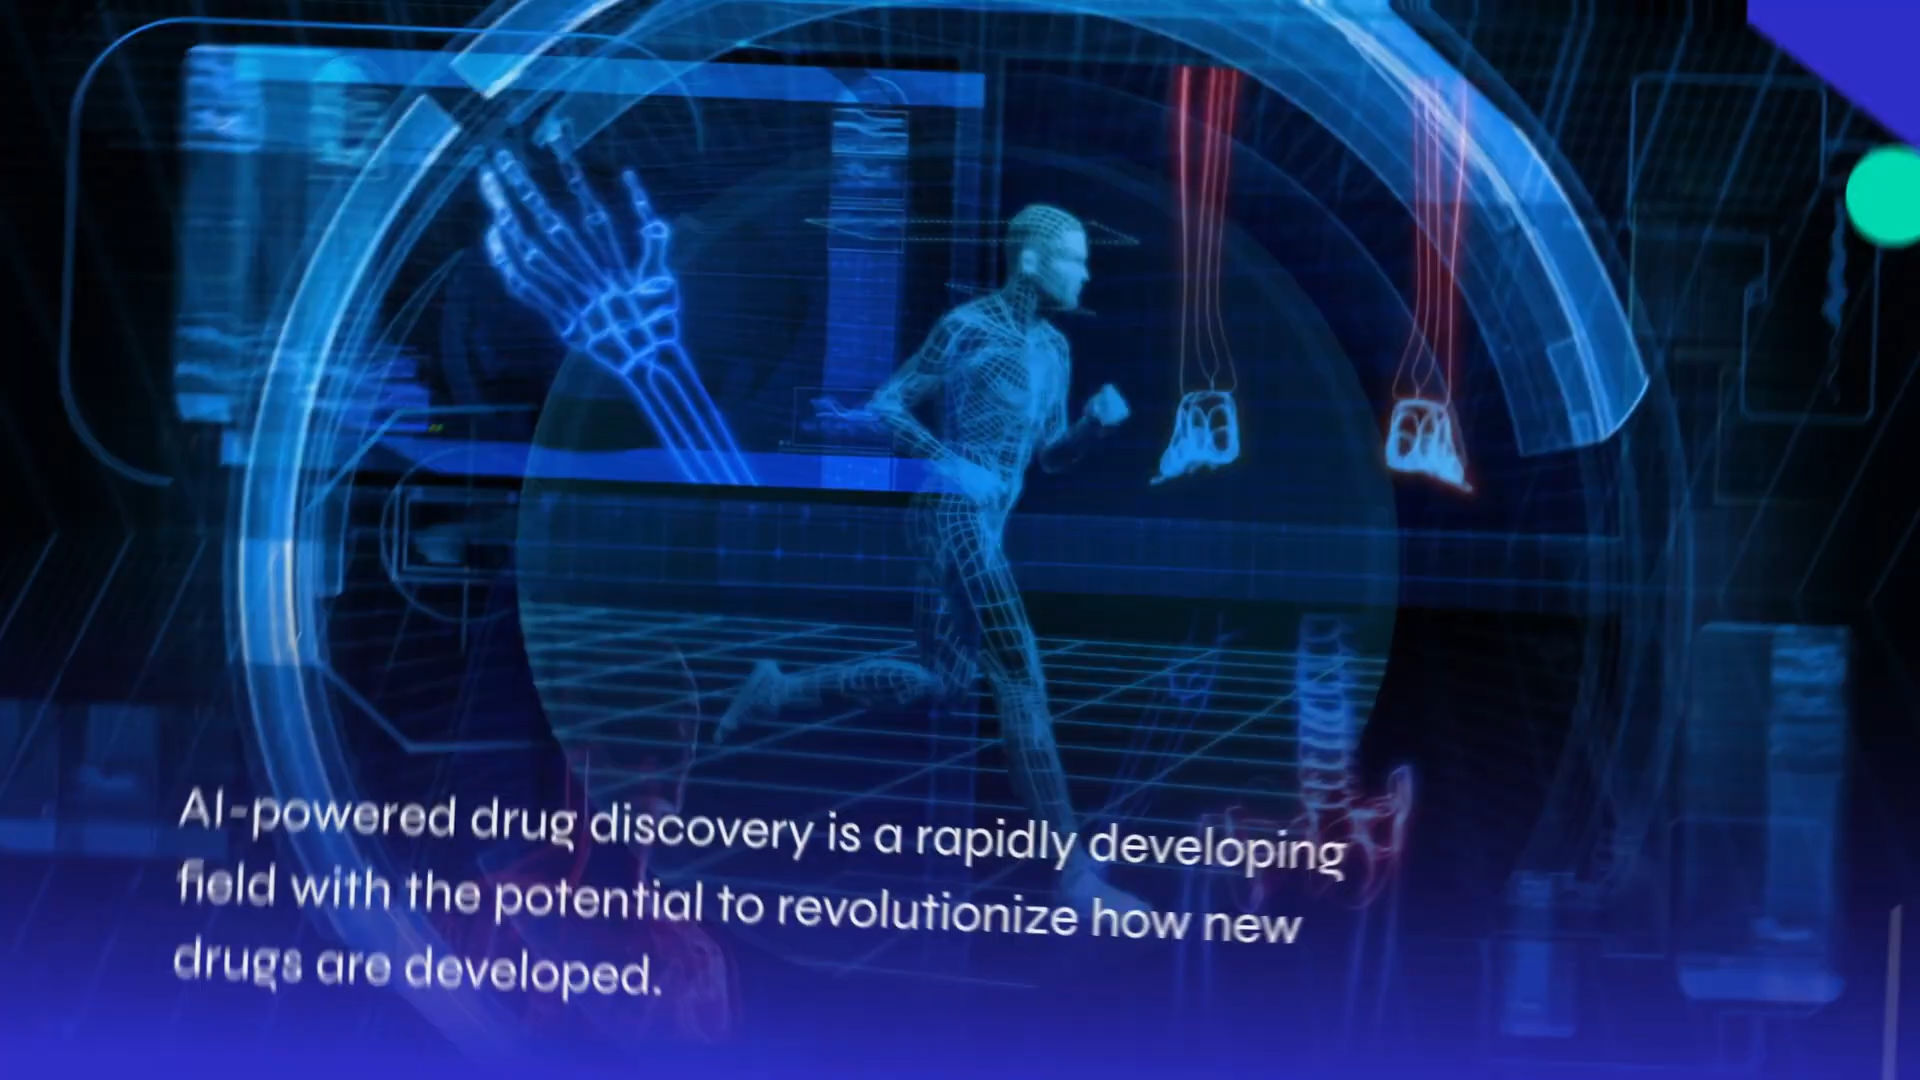 AI-powered drug discovery is a rapidly developing
field with the potential to revolutionize how new
drugs are developed.